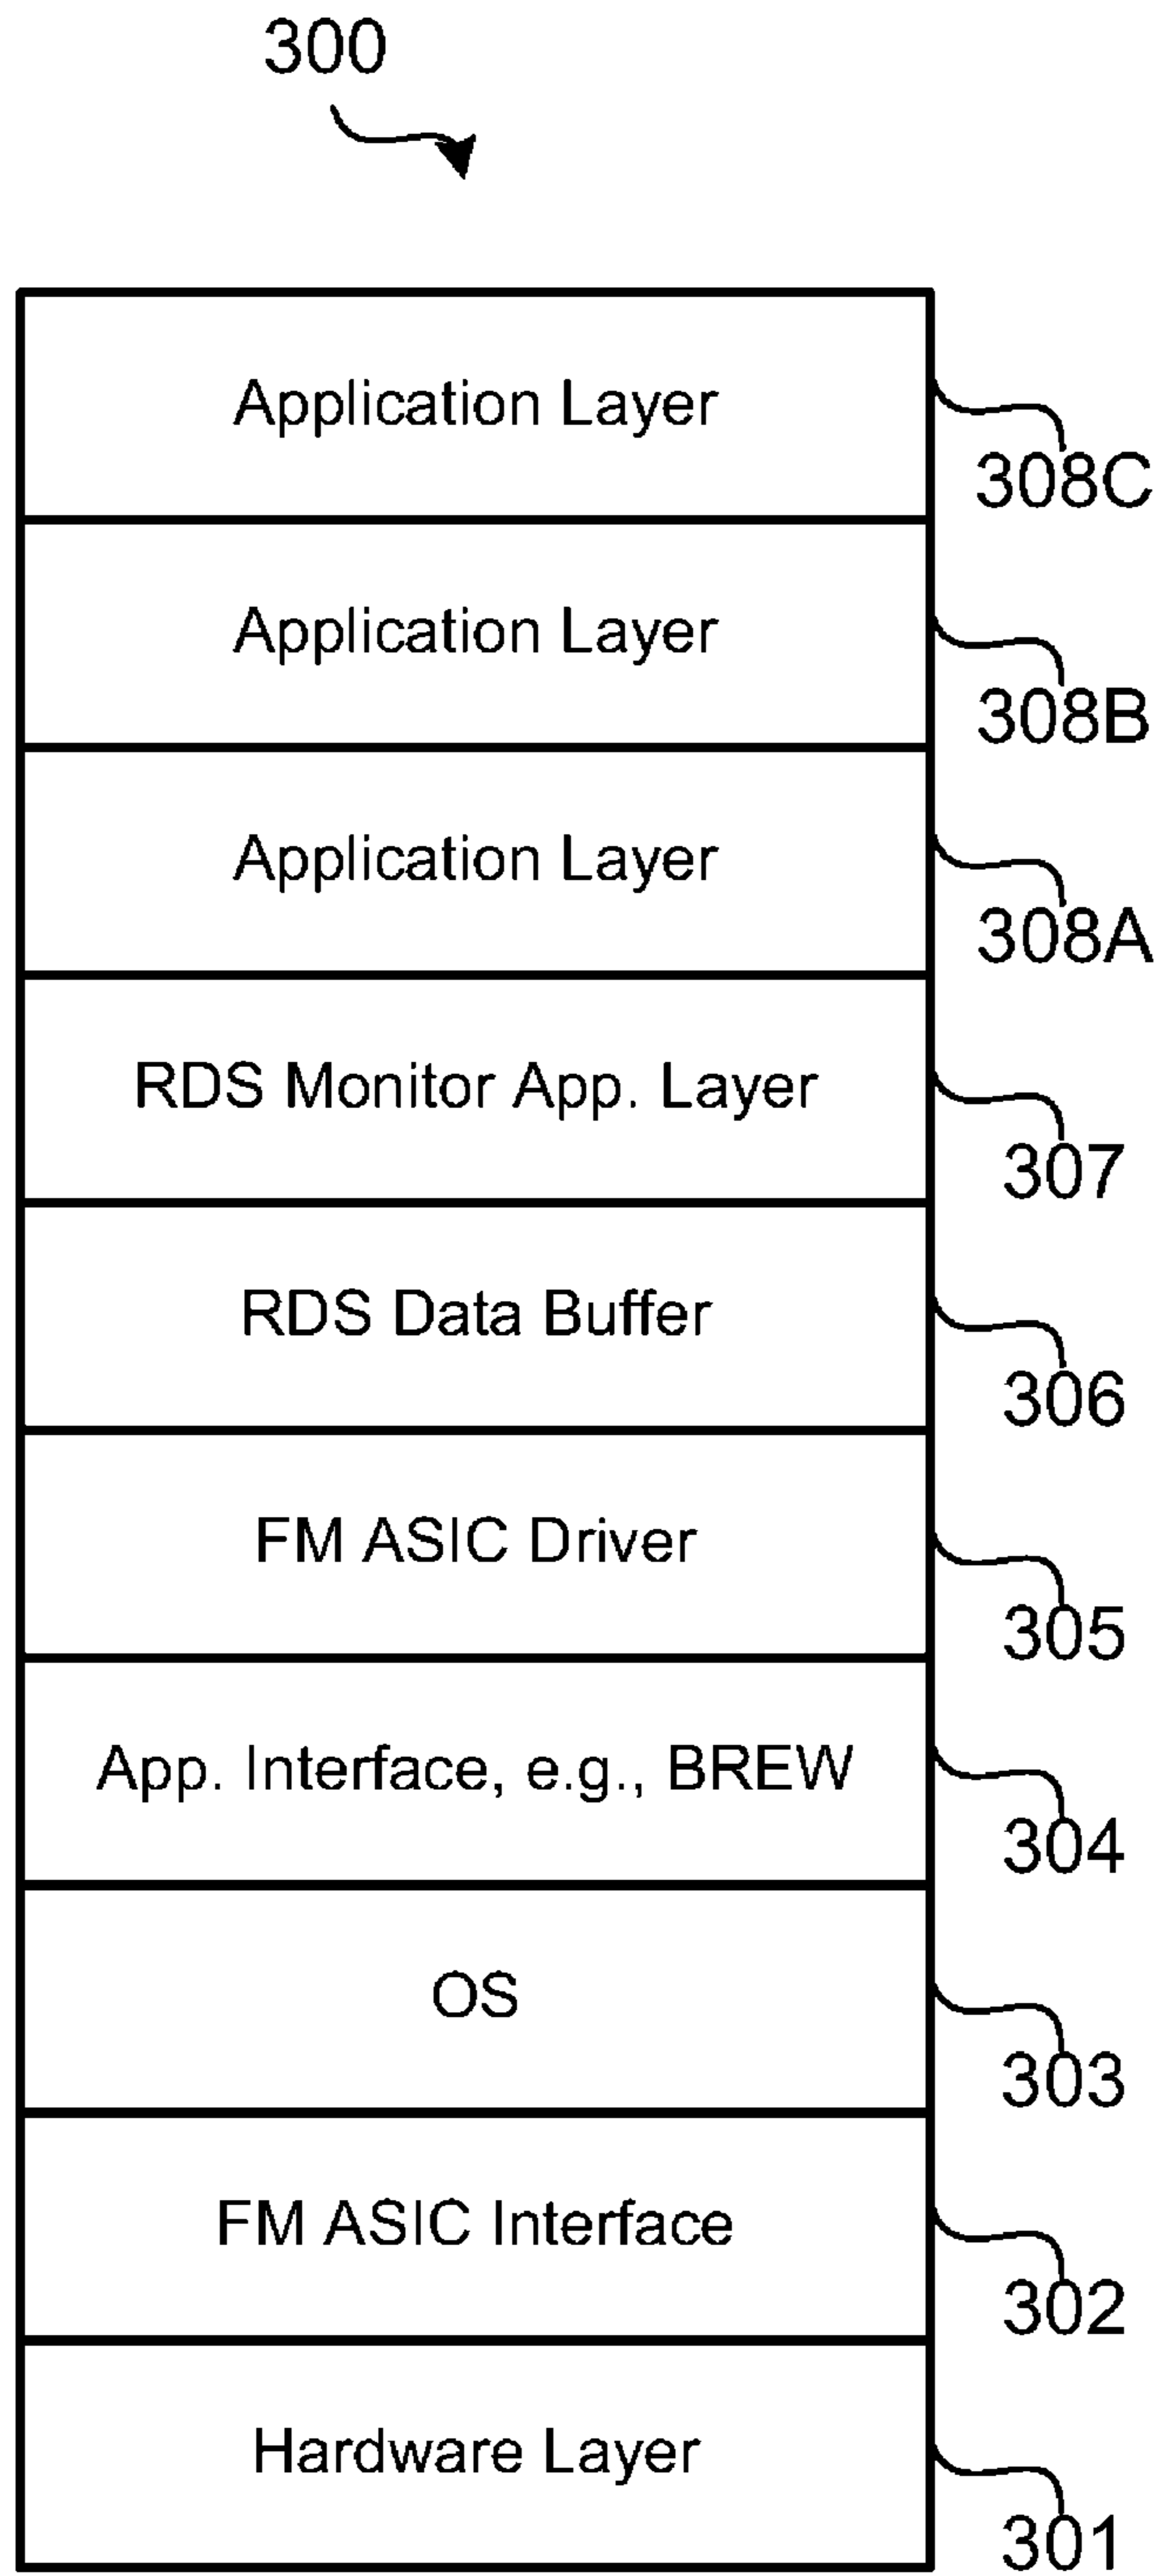 300
Application Layer
308C
Application Layer
308B
Application Layer
308A
RDS Monitor App. Layer
307
RDS Data Buffer
306
FM ASIC Driver
305
App. Interface, e.g., BREW
304
OS
303
FM ASIC Interface
302
Hardware Layer
301